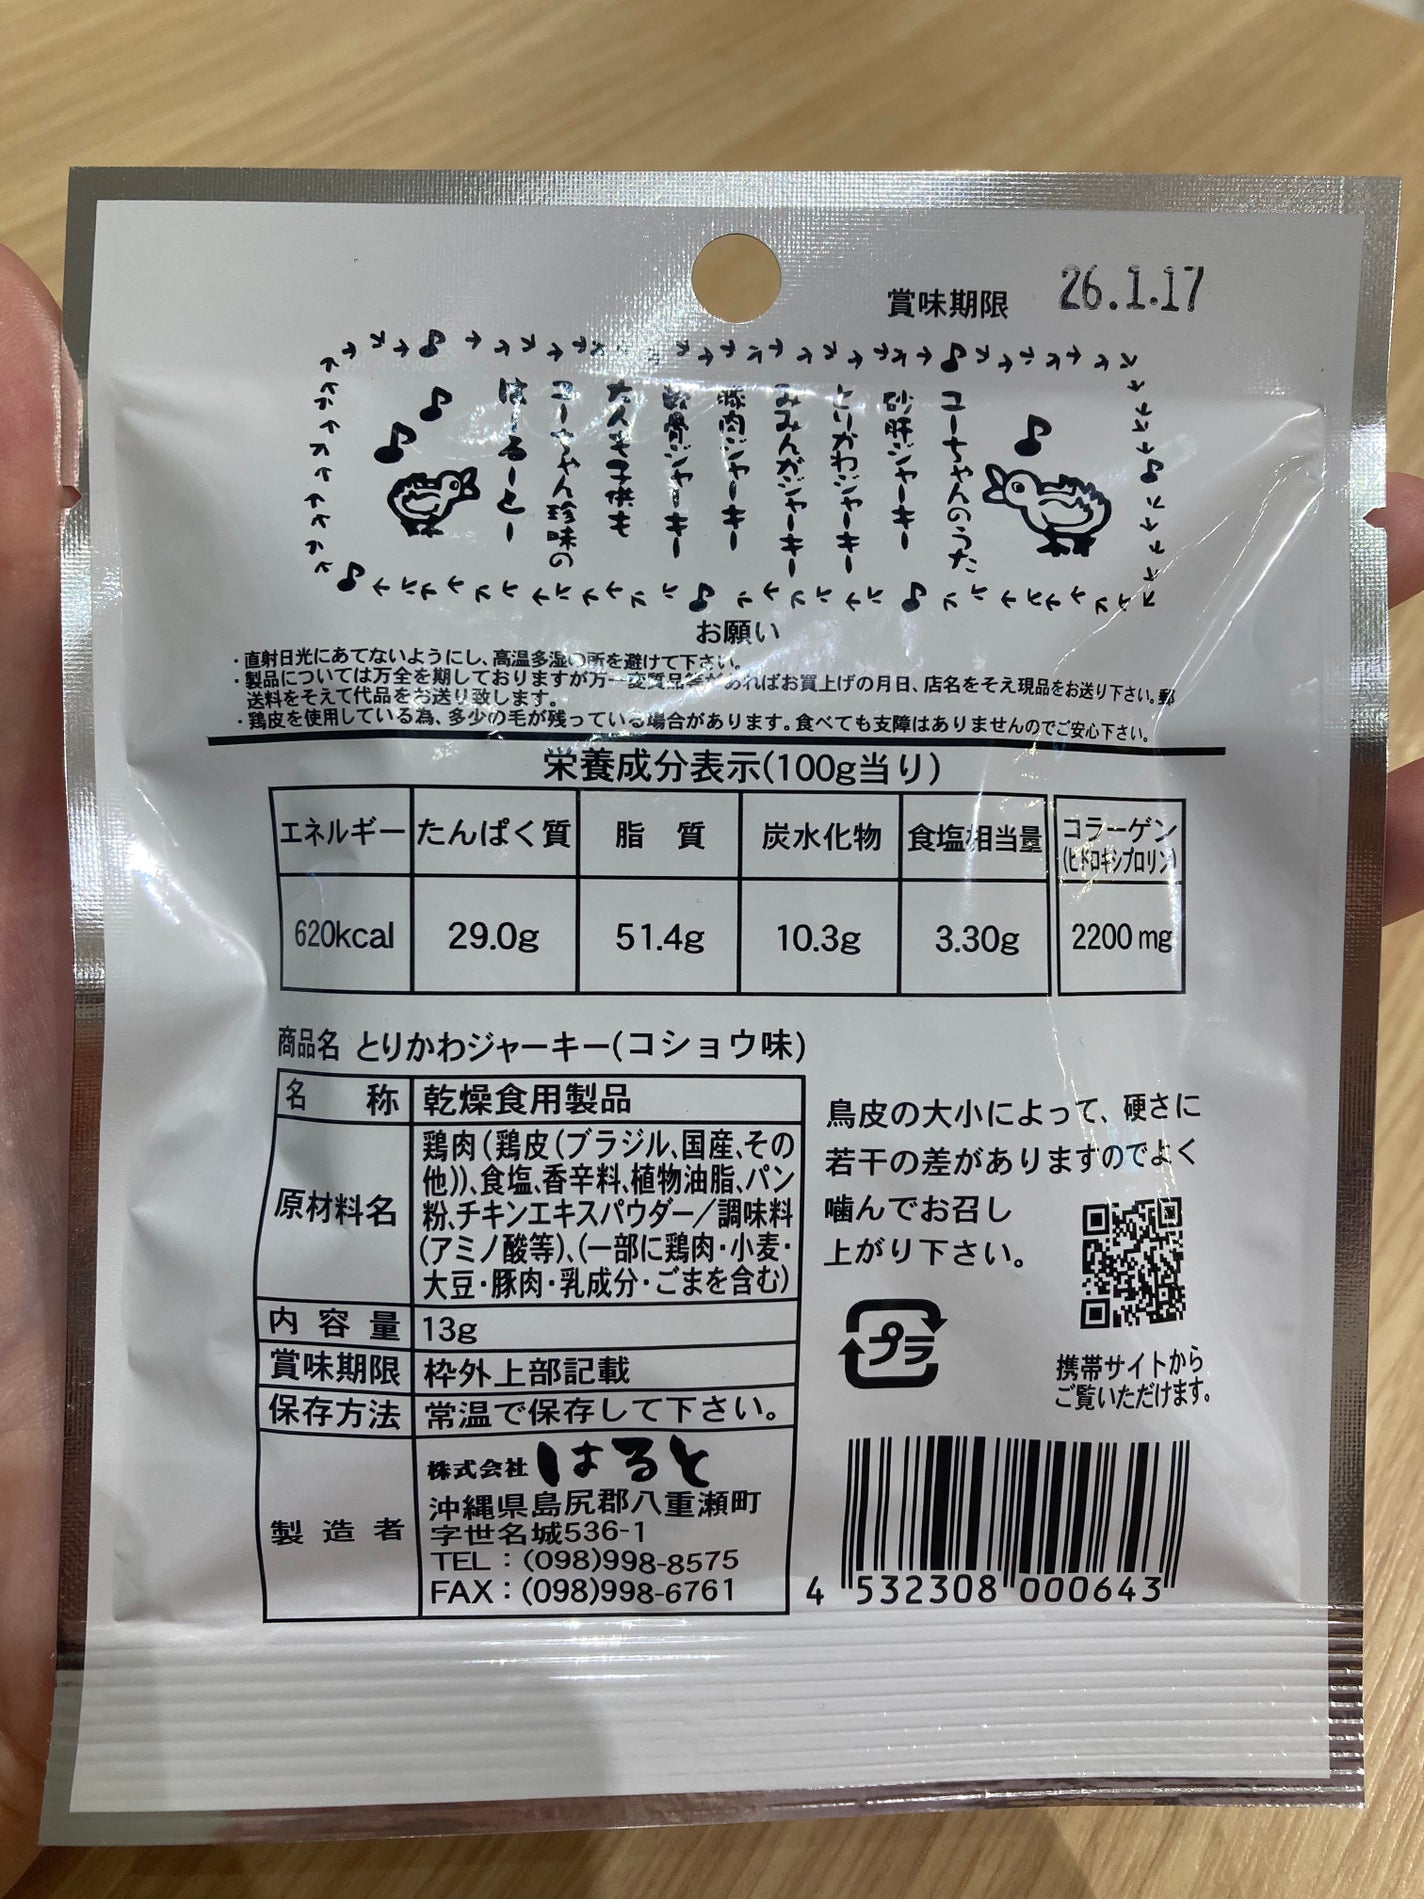 賞味期限 26.1.17
コーちゃんのうた
砂肝ジャーキー
とりかわジャーキー
みみんがジャーキー
豚肉ジャーキー
軟骨ジャーキー
大人も子供も
コーちゃん珍味の
はーるーとー
お願い
・直射日光にあてないようにし、高温多湿の所を避けて下さい。
・製品については万全を期しておりますが万一変質品等があればお買上げの月日、店名をそえ現品をお送り下さい。郵
送料をそえて代品をお送り致します。
・鶏皮を使用している為、多少の毛が残っている場合があります。食べても支障はありませんのでご安心下さい。
栄養成分表示(100g当り)
エネルギー たんぱく質 脂 質 炭水化物 食塩相当量 コラーゲン
(ヒドロキシプロリン)
620kcal 29.0g 51.4g 10.3g 3.30g 2200mg
商品名 とりかわジャーキー(コショウ味)
名 称 乾燥食用製品
原材料名 鶏肉(鶏皮(ブラジル、国産、その
他))、食塩、香辛料、植物油脂、パン
粉、チキンエキスパウダー／調味料
(アミノ酸等)、(一部に鶏肉・小麦・
大豆・豚肉・乳成分・ごまを含む)
内容量 13g
賞味期限 枠外上部記載
保存方法 常温で保存して下さい。
製造者 株式会社はると
沖縄県島尻郡八重瀬町
字世名城536-1
TEL：(098)998-8575
FAX：(098)998-6761
鳥皮の大小によって、硬さに
若干の差がありますのでよく
噛んでお召し
上がり下さい。
プラ
携帯サイトから
ご覧いただけます。
4 532308 000643